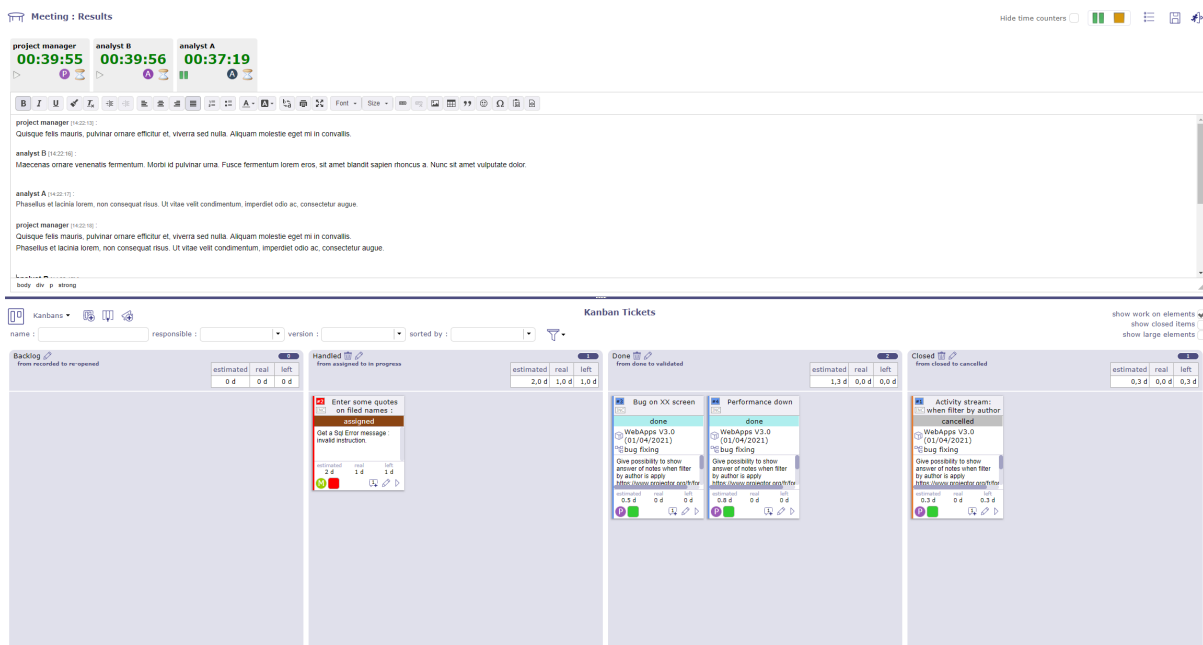 Meeting : Results
Hide time counters
project manager
analyst B
analyst A
00:39:55
00:39:56
00:37:19
P
A
A
B I U
Font
Size
project manager [14:22:13] :
Quisque felis mauris, pulvinar ornare efficitur et, viverra sed nulla. Aliquam molestie eget mi in convallis.
analyst B [14:22:16] :
Maecenas ornare venenatis fermentum. Morbi id pulvinar urna. Fusce fermentum lorem eros, sit amet blandit sapien rhoncus a. Nunc sit amet vulputate dolor.
analyst A [14:22:17] :
Phasellus et lacinia lorem, non consequat risus. Ut vitae velit condimentum, imperdiet odio ac, consectetur augue.
project manager [14:22:18] :
Quisque felis mauris, pulvinar ornare efficitur et, viverra sed nulla. Aliquam molestie eget mi in convallis.
Phasellus et lacinia lorem, non consequat risus. Ut vitae velit condimentum, imperdiet odio ac, consectetur augue.
body div p strong
Kanbans
Kanban Tickets
show work on elements
show closed items
show large elements
name :
responsible :
version :
sorted by :
Backlog
0
from recorded to re-opened
estimated real left
0 d 0 d 0 d
Handled
1
from assigned to in progress
estimated real left
2,0 d 1,0 d 1,0 d
Done
2
from done to validated
estimated real left
1,3 d 0,0 d 0,0 d
Closed
1
from closed to cancelled
estimated real left
0,3 d 0,0 d 0,3 d
#2 Enter some quotes
on filed names :
assigned
Get a Sql Error message :
invalid instruction.
estimated real left
2 d 1 d 1 d
M
#3 Bug on XX screen
done
WebApps V3.0
(01/04/2021)
bug fixing
Give possibility to show
answer of notes when filter
by author is apply
estimated real left
0.5 d 0 d 0 d
P
Performance down
done
WebApps V3.0
(01/04/2021)
bug fixing
Give possibility to show
answer of notes when filter
by author is apply
estimated real left
0.8 d 0 d 0 d
P
#1 Activity stream:
when filter by author
cancelled
WebApps V3.0
(01/04/2021)
bug fixing
Give possibility to show
answer of notes when filter
by author is apply
estimated real left
0.3 d 0 d 0.3 d
P